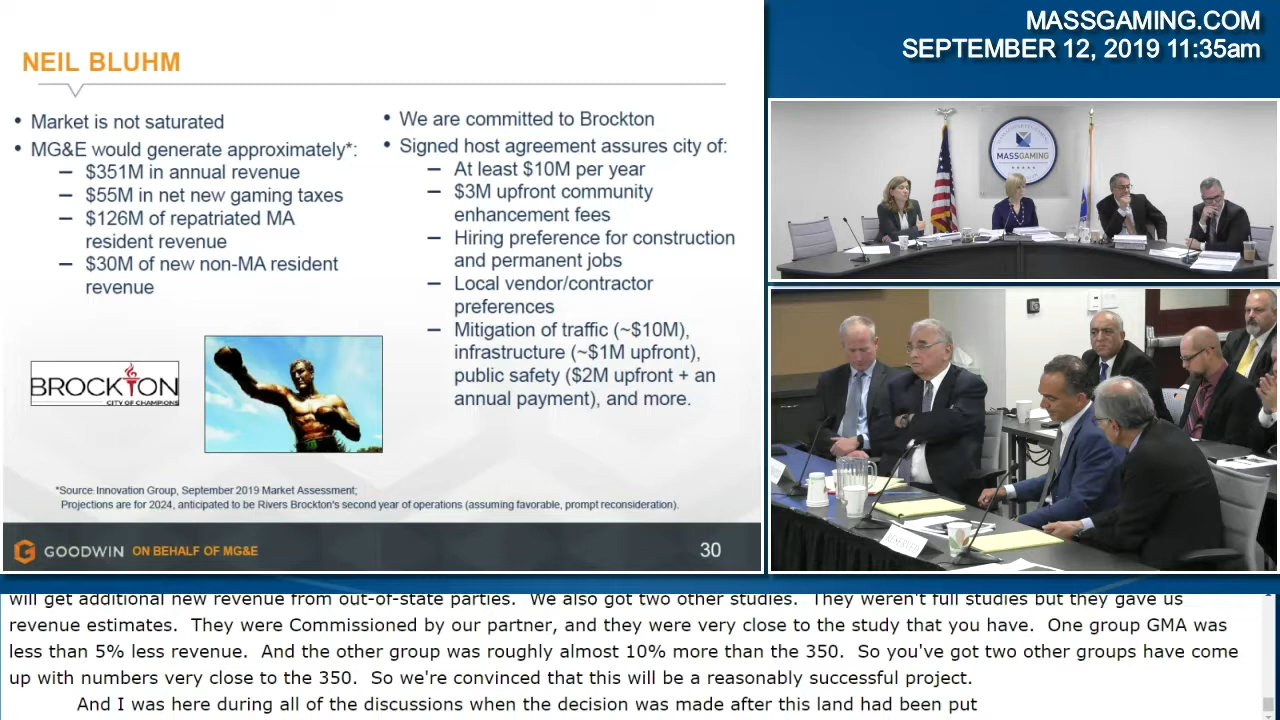 MASSGAMING.COM
SEPTEMBER 12, 2019 11:35am
NEIL BLUHM
• Market is not saturated
• MG&E would generate approximately*:
– $351M in annual revenue
– $55M in net new gaming taxes
– $126M of repatriated MA
resident revenue
– $30M of new non-MA resident
revenue
• We are committed to Brockton
• Signed host agreement assures city of:
– At least $10M per year
– $3M upfront community
enhancement fees
– Hiring preference for construction
and permanent jobs
– Local vendor/contractor
preferences
– Mitigation of traffic (~$10M),
infrastructure (~$1M upfront),
public safety ($2M upfront + an
annual payment), and more.
BROCKTON
CITY OF CHAMPIONS
*Source: Innovation Group, September 2019 Market Assessment;
Projections are for 2024, anticipated to be Rivers Brockton's second year of operations (assuming favorable, prompt reconsideration).
GOODWIN ON BEHALF OF MG&E 30
MASSGAMING
RESERVED
will get additional new revenue from out-of-state parties. We also got two other studies. They weren't full studies but they gave us
revenue estimates. They were Commissioned by our partner, and they were very close to the study that you have. One group GMA was
less than 5% less revenue. And the other group was roughly almost 10% more than the 350. So you've got two other groups have come
up with numbers very close to the 350. So we're convinced that this will be a reasonably successful project.
And I was here during all of the discussions when the decision was made after this land had been put